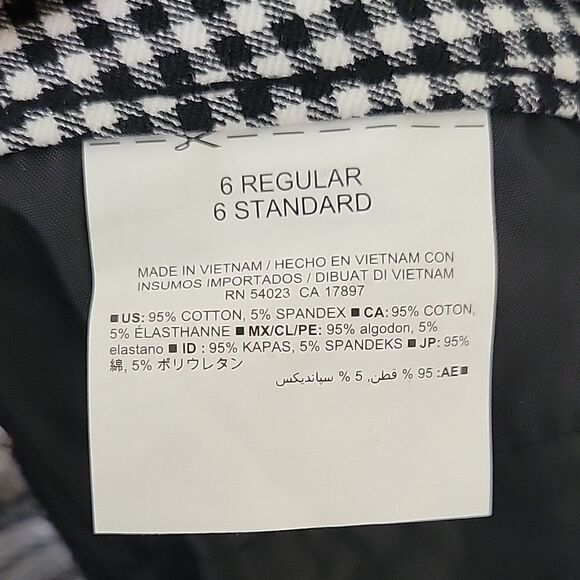 6 REGULAR
6 STANDARD
MADE IN VIETNAM / HECHO EN VIETNAM CON
INSUMOS IMPORTADOS / DIBUAT DI VIETNAM
RN 54023 CA 17897
■ US: 95% COTTON, 5% SPANDEX ■ CA: 95% COTON,
5% ÉLASTHANNE ■ MX/CL/PE: 95% algodon, 5%
elastano ■ ID : 95% KAPAS, 5% SPANDEKS ■ JP: 95%
綿, 5% ポリウレタン
■AE: 95 % قطن, 5 % سپانديكس